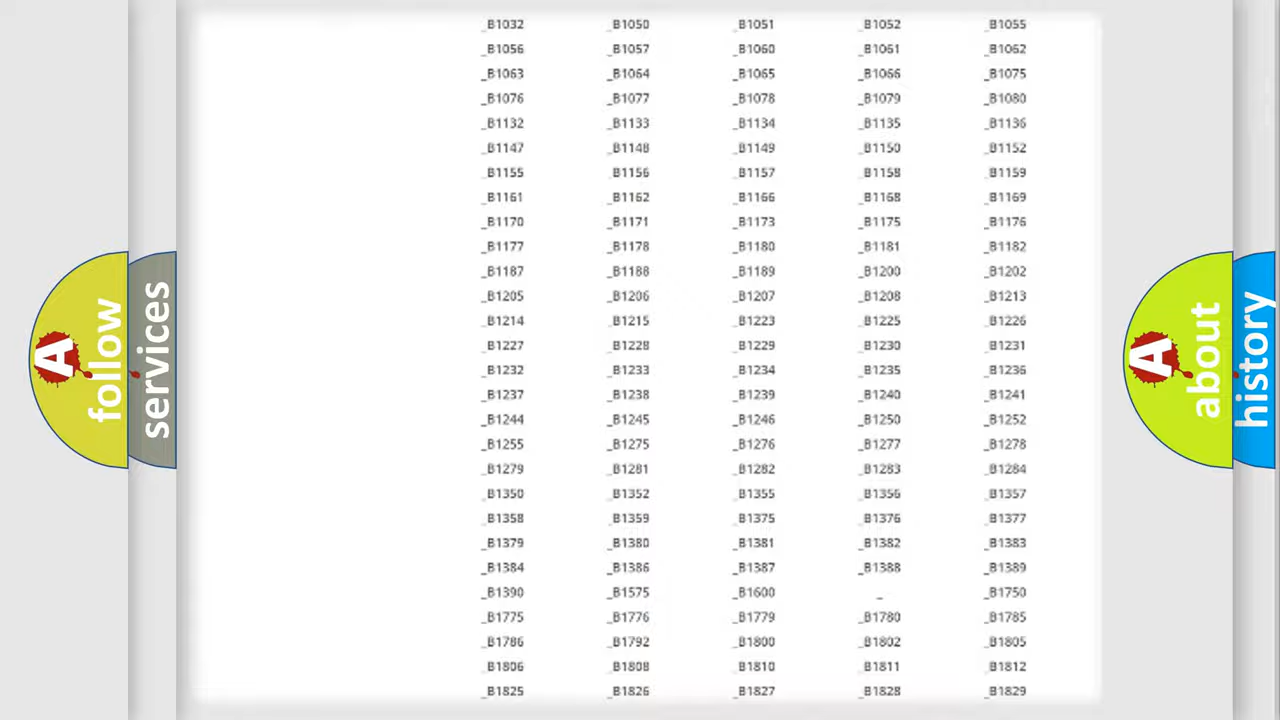 _B1032 _B1050 _B1051 _B1052 _B1055
_B1056 _B1057 _B1060 _B1061 _B1062
_B1063 _B1064 _B1065 _B1066 _B1075
_B1076 _B1077 _B1078 _B1079 _B1080
_B1132 _B1133 _B1134 _B1135 _B1136
_B1147 _B1148 _B1149 _B1150 _B1152
_B1155 _B1156 _B1157 _B1158 _B1159
_B1161 _B1162 _B1166 _B1168 _B1169
_B1170 _B1171 _B1173 _B1175 _B1176
_B1177 _B1178 _B1180 _B1181 _B1182
_B1187 _B1188 _B1189 _B1200 _B1202
_B1205 _B1206 _B1207 _B1208 _B1213
_B1214 _B1215 _B1223 _B1225 _B1226
_B1227 _B1228 _B1229 _B1230 _B1231
_B1232 _B1233 _B1234 _B1235 _B1236
_B1237 _B1238 _B1239 _B1240 _B1241
_B1244 _B1245 _B1246 _B1250 _B1252
_B1255 _B1275 _B1276 _B1277 _B1278
_B1279 _B1281 _B1282 _B1283 _B1284
_B1350 _B1352 _B1355 _B1356 _B1357
_B1358 _B1359 _B1375 _B1376 _B1377
_B1379 _B1380 _B1381 _B1382 _B1383
_B1384 _B1386 _B1387 _B1388 _B1389
_B1390 _B1575 _B1600 _ _B1750
_B1775 _B1776 _B1779 _B1780 _B1785
_B1786 _B1792 _B1800 _B1802 _B1805
_B1806 _B1808 _B1810 _B1811 _B1812
_B1825 _B1826 _B1827 _B1828 _B1829
A
follow
services
A
about
history